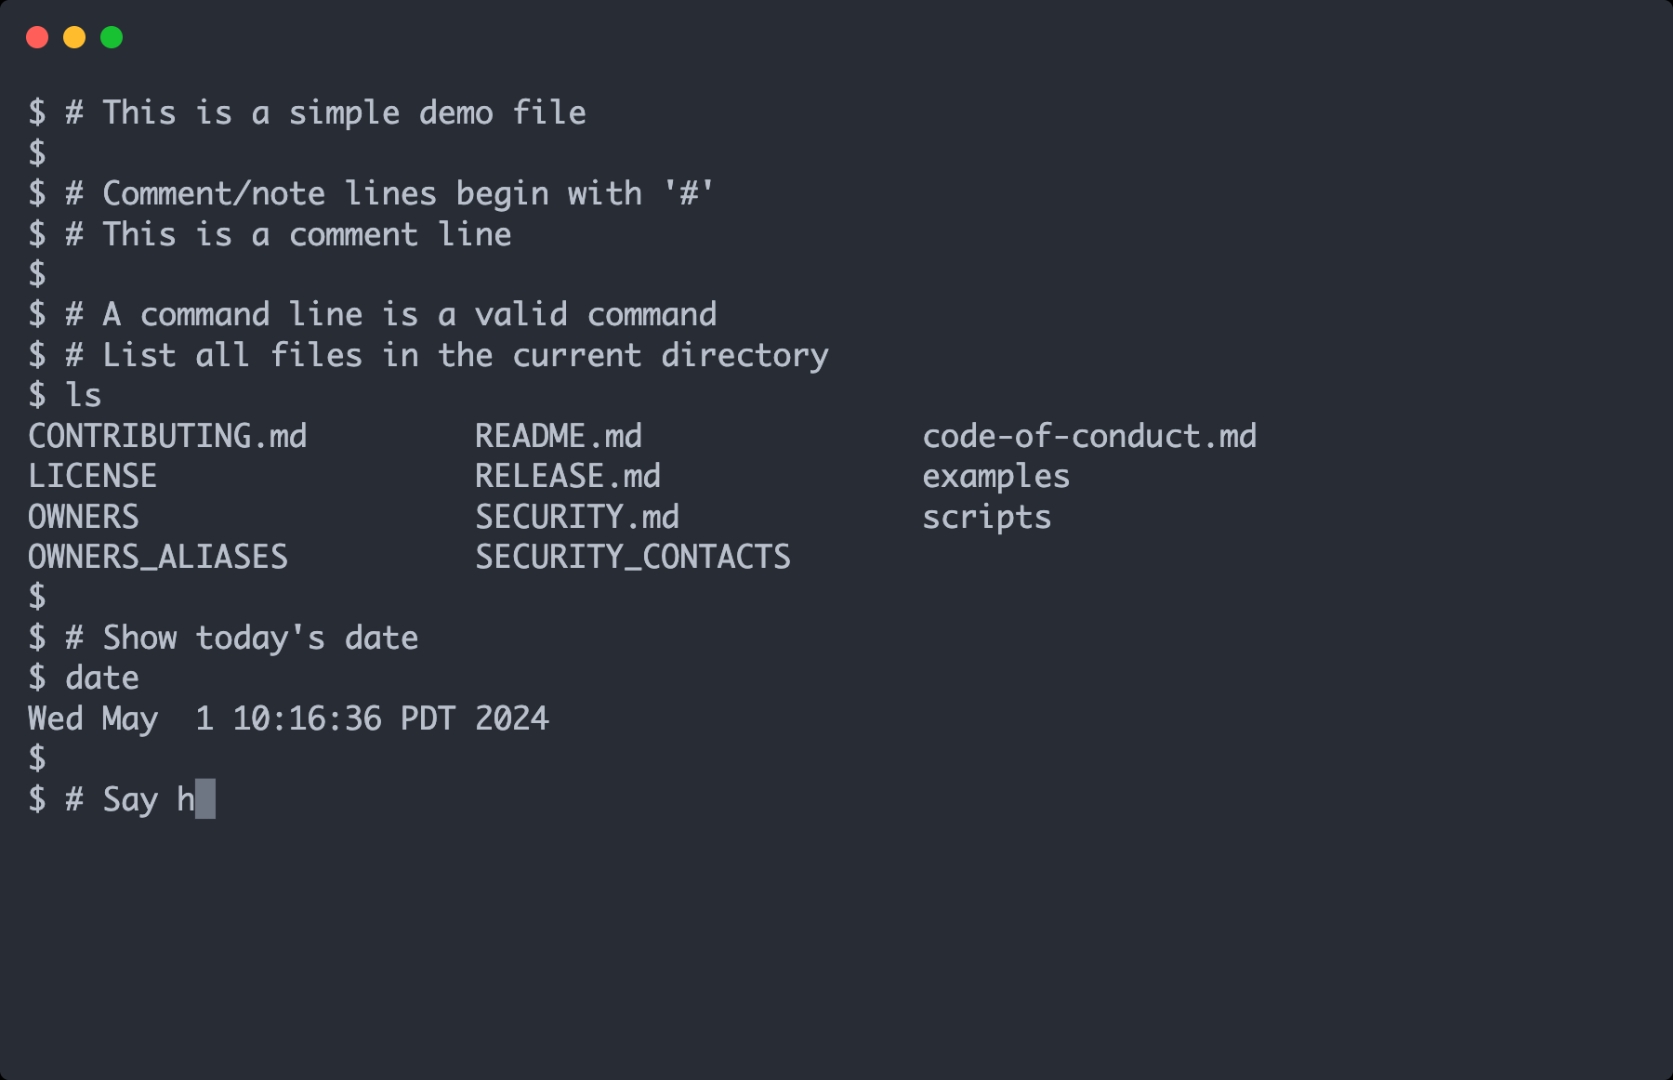 $ # This is a simple demo file
$
$ # Comment/note lines begin with '#'
$ # This is a comment line
$
$ # A command line is a valid command
$ # List all files in the current directory
$ ls
CONTRIBUTING.md         README.md               code-of-conduct.md
LICENSE                 RELEASE.md              examples
OWNERS                  SECURITY.md             scripts
OWNERS_ALIASES          SECURITY_CONTACTS
$
$ # Show today's date
$ date
Wed May  1 10:16:36 PDT 2024
$
$ # Say h